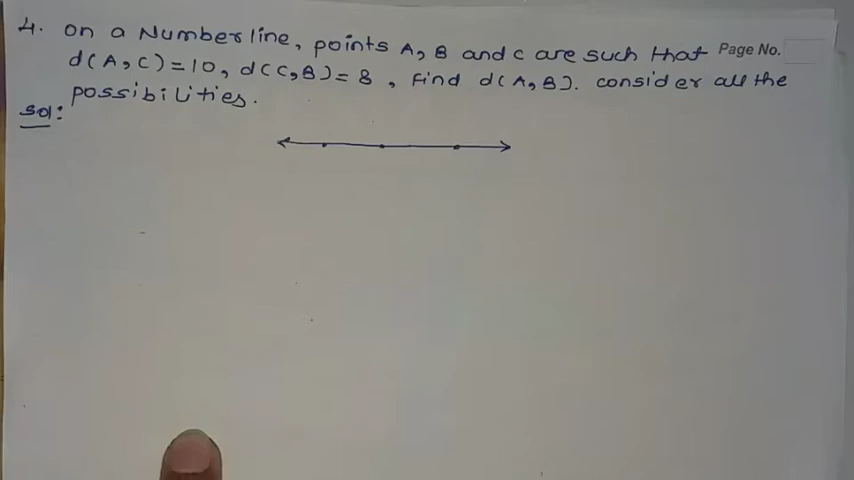 4. on a Number line, points A, B and C are such that Page No.
d(A, C) = 10, d(C, B) = 8, Find d(A, B). consider all the
possibilities.
Sol: